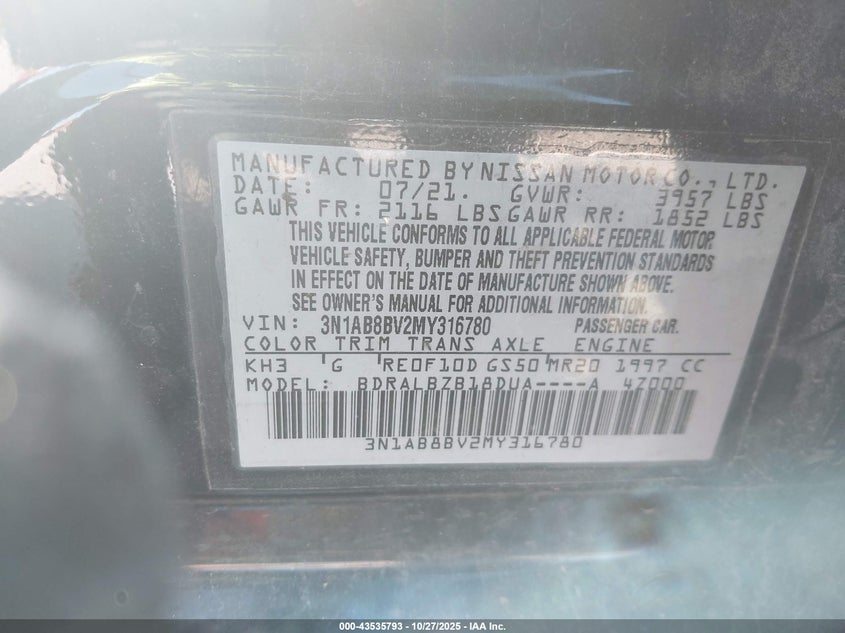 MANUFACTURED BY NISSAN MOTOR CO., LTD.
DATE: 07/21. GVWR: 3957 LBS
GAWR FR: 2116 LBS GAWR RR: 1852 LBS
THIS VEHICLE CONFORMS TO ALL APPLICABLE FEDERAL MOTOR
VEHICLE SAFETY, BUMPER AND THEFT PREVENTION STANDARDS
IN EFFECT ON THE DATE OF MANUFACTURE SHOWN ABOVE.
SEE OWNER'S MANUAL FOR ADDITIONAL INFORMATION.
VIN: 3N1AB8BV2MY316780 PASSENGER CAR.
COLOR TRIM TRANS AXLE ENGINE
KH3 G RE0F10D GS50 MR20 1997 CC
MODEL: BDRALBZB18DUA----A 4Z000
3N1AB8BV2MY316780
000-43535793 - 10/27/2025 - IAA Inc.